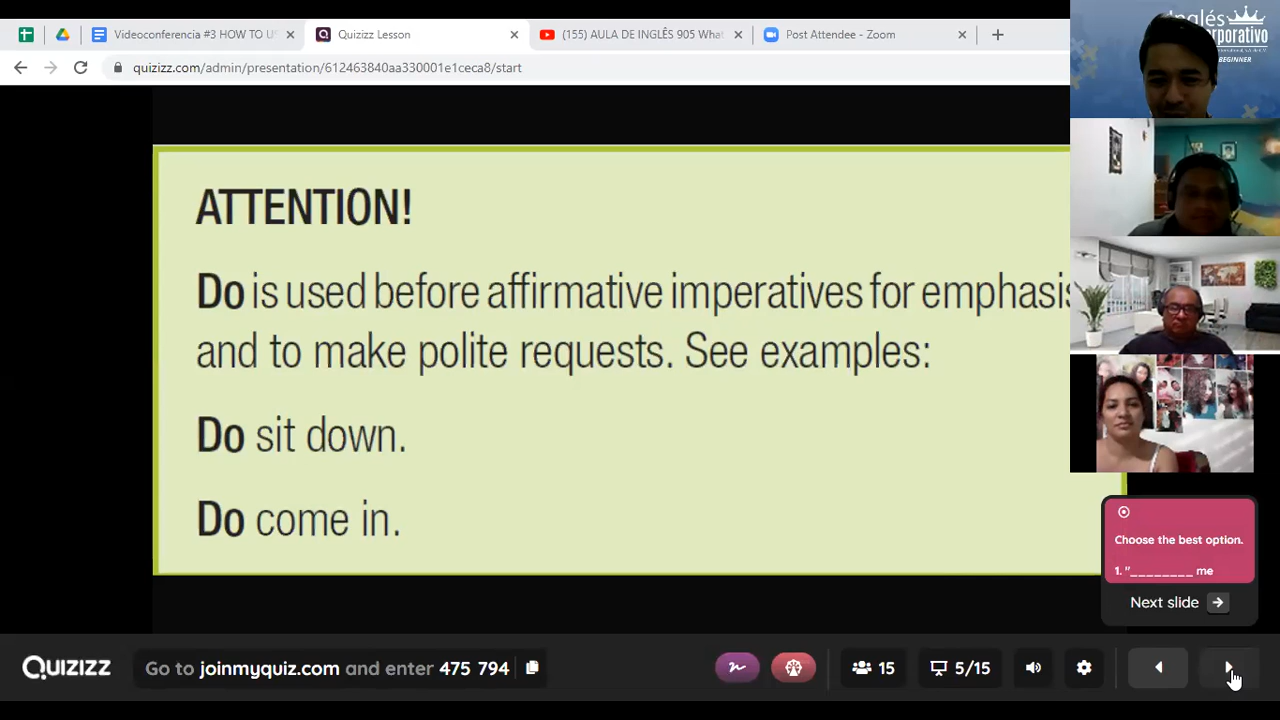 Videoconferencia #3 HOW TO U
Quizizz Lesson
(155) AULA DE INGLÊS 905 What
Post Attendee - Zoom
quizizz.com/admin/presentation/612463840aa330001e1ceca8/start
Inglés
Corporativo
BEGINNER
ATTENTION!
Do is used before affirmative imperatives for emphasis
and to make polite requests. See examples:
Do sit down.
Do come in.
Choose the best option.
1. "________ me
Next slide
QUIZIZZ
Go to joinmyquiz.com and enter 475 794
15
5/15